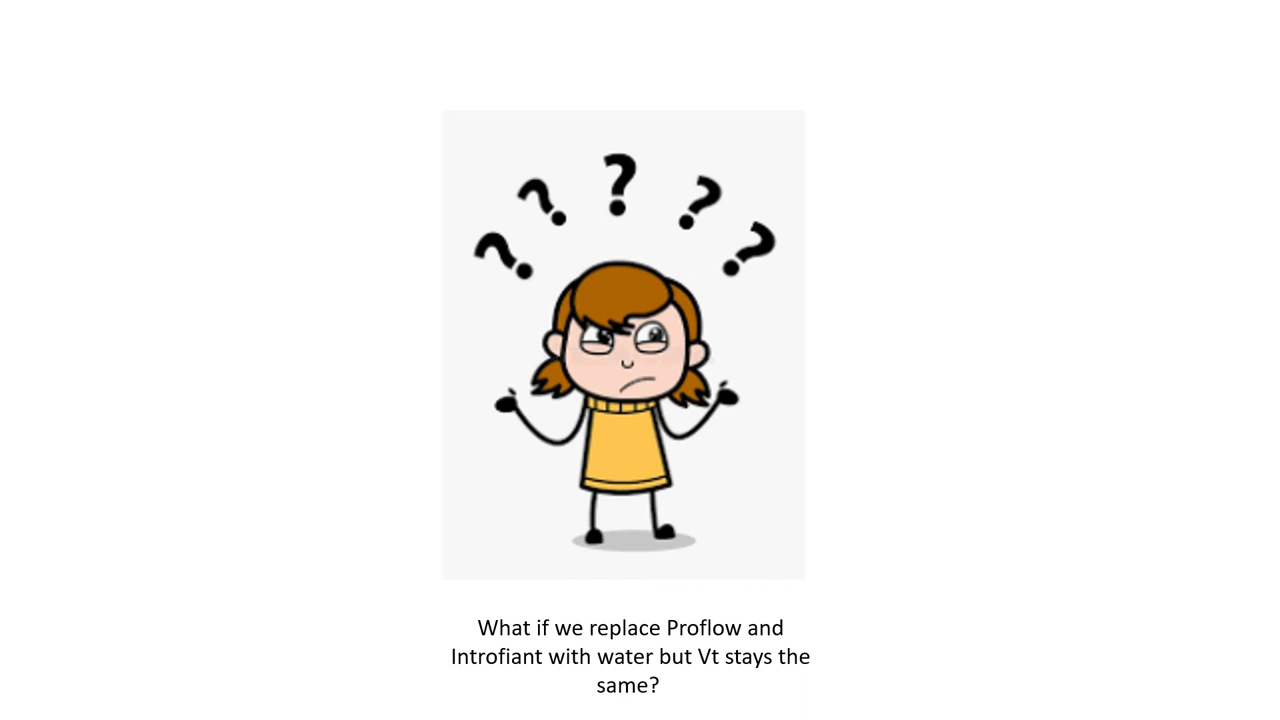 ?
?
?
?
?
What if we replace Proflow and
Introfiant with water but Vt stays the
same?